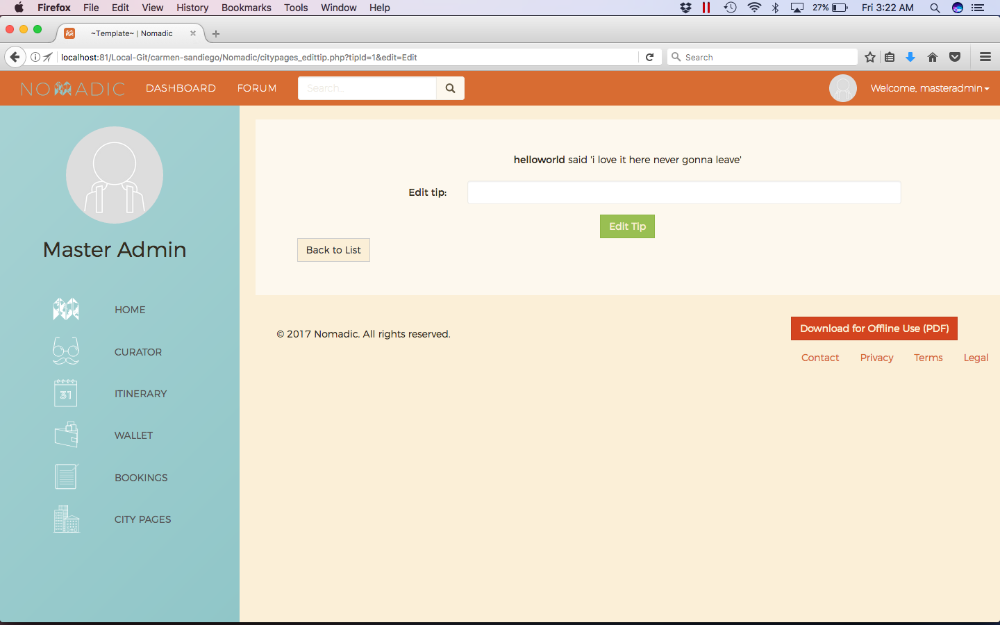 Firefox File Edit View History Bookmarks Tools Window Help 27% Fri 3:22 AM
~Template~ | Nomadic
localhost:81/Local-Git/carmen-sandiego/Nomadic/citypages_edittip.php?tipId=1&edit=Edit Search
NOMADIC DASHBOARD FORUM Search... Welcome, masteradmin
helloworld said 'i love it here never gonna leave'
Edit tip:
Edit Tip
Back to List
Master Admin
HOME
CURATOR
31 ITINERARY
WALLET
BOOKINGS
CITY PAGES
© 2017 Nomadic. All rights reserved.
Download for Offline Use (PDF)
Contact Privacy Terms Legal